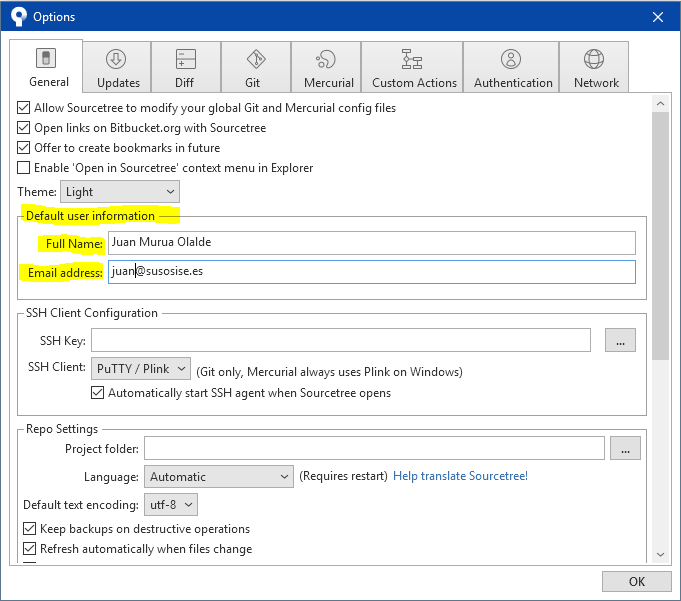 Options
General Updates Diff Git Mercurial Custom Actions Authentication Network
Allow Sourcetree to modify your global Git and Mercurial config files
Open links on Bitbucket.org with Sourcetree
Offer to create bookmarks in future
Enable 'Open in Sourcetree' context menu in Explorer
Theme: Light
Default user information
Full Name: Juan Murua Olalde
Email address: juan@susosise.es
SSH Client Configuration
SSH Key: ...
SSH Client: PuTTY / Plink (Git only, Mercurial always uses Plink on Windows)
Automatically start SSH agent when Sourcetree opens
Repo Settings
Project folder: ...
Language: Automatic (Requires restart) Help translate Sourcetree!
Default text encoding: utf-8
Keep backups on destructive operations
Refresh automatically when files change
OK